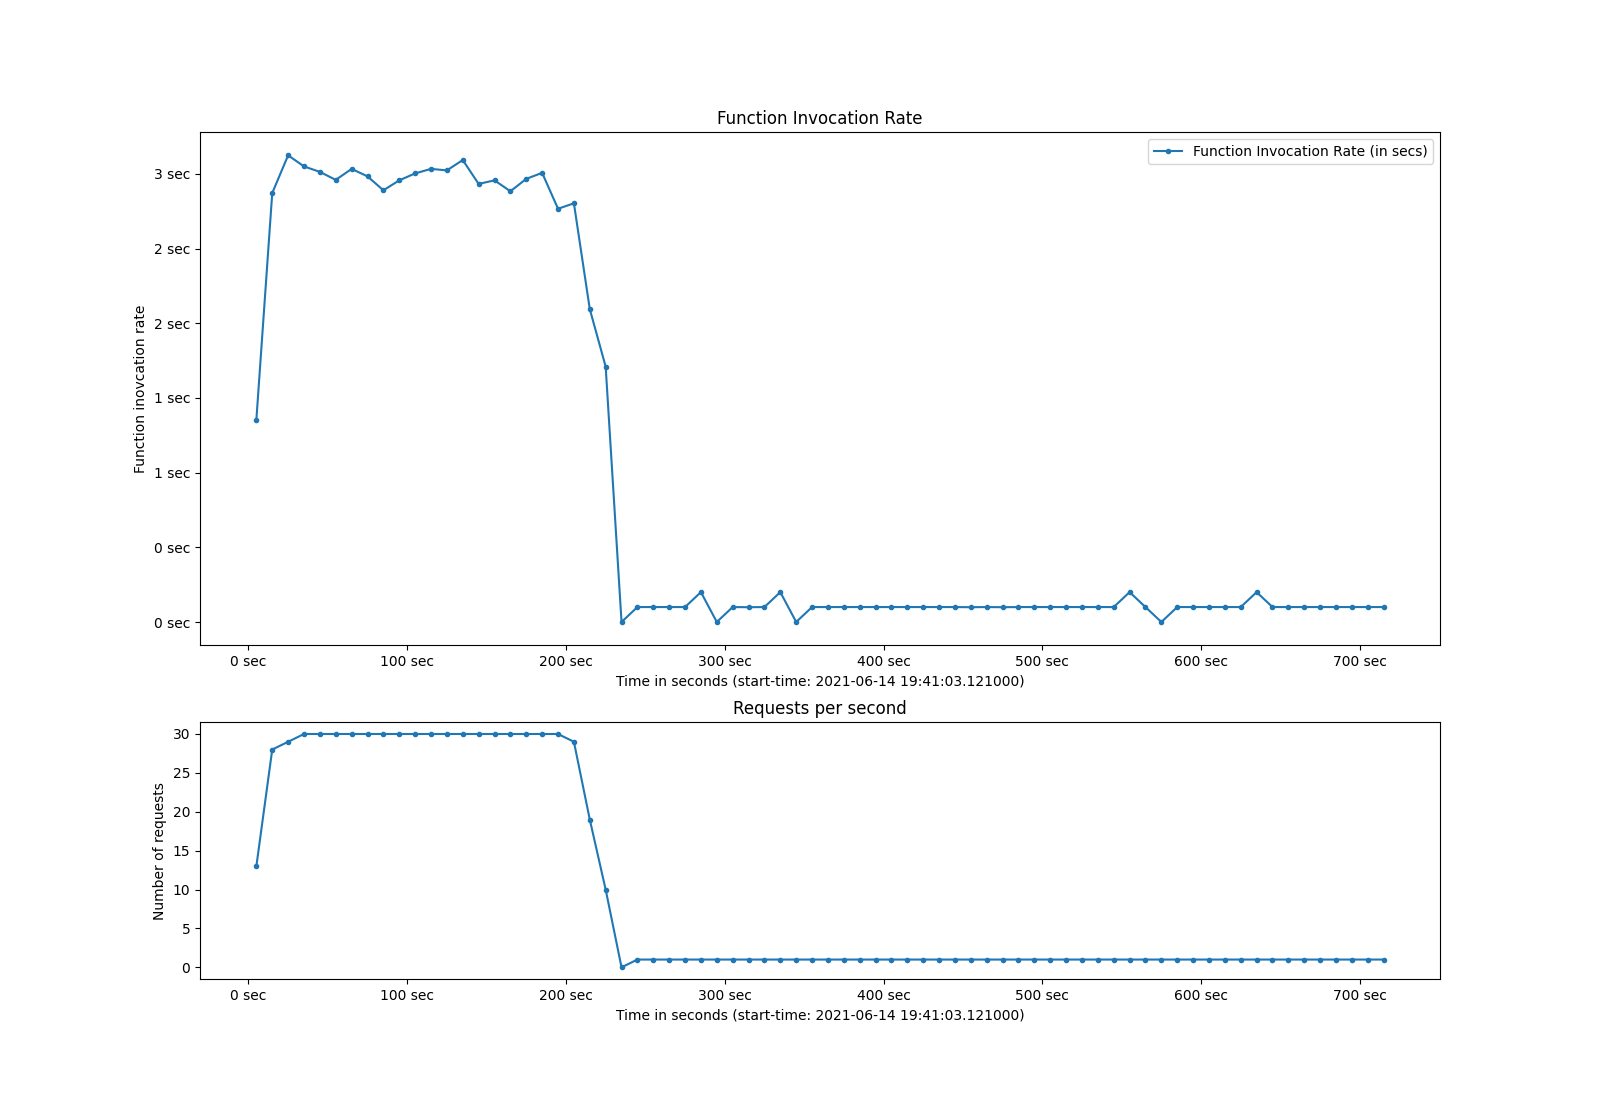 Function Invocation Rate
Function Invocation Rate (in secs)
3 sec
2 sec
2 sec
1 sec
1 sec
0 sec
0 sec
Function inovcation rate
0 sec 100 sec 200 sec 300 sec 400 sec 500 sec 600 sec 700 sec
Time in seconds (start-time: 2021-06-14 19:41:03.121000)
Requests per second
30
25
20
15
10
5
0
Number of requests
0 sec 100 sec 200 sec 300 sec 400 sec 500 sec 600 sec 700 sec
Time in seconds (start-time: 2021-06-14 19:41:03.121000)